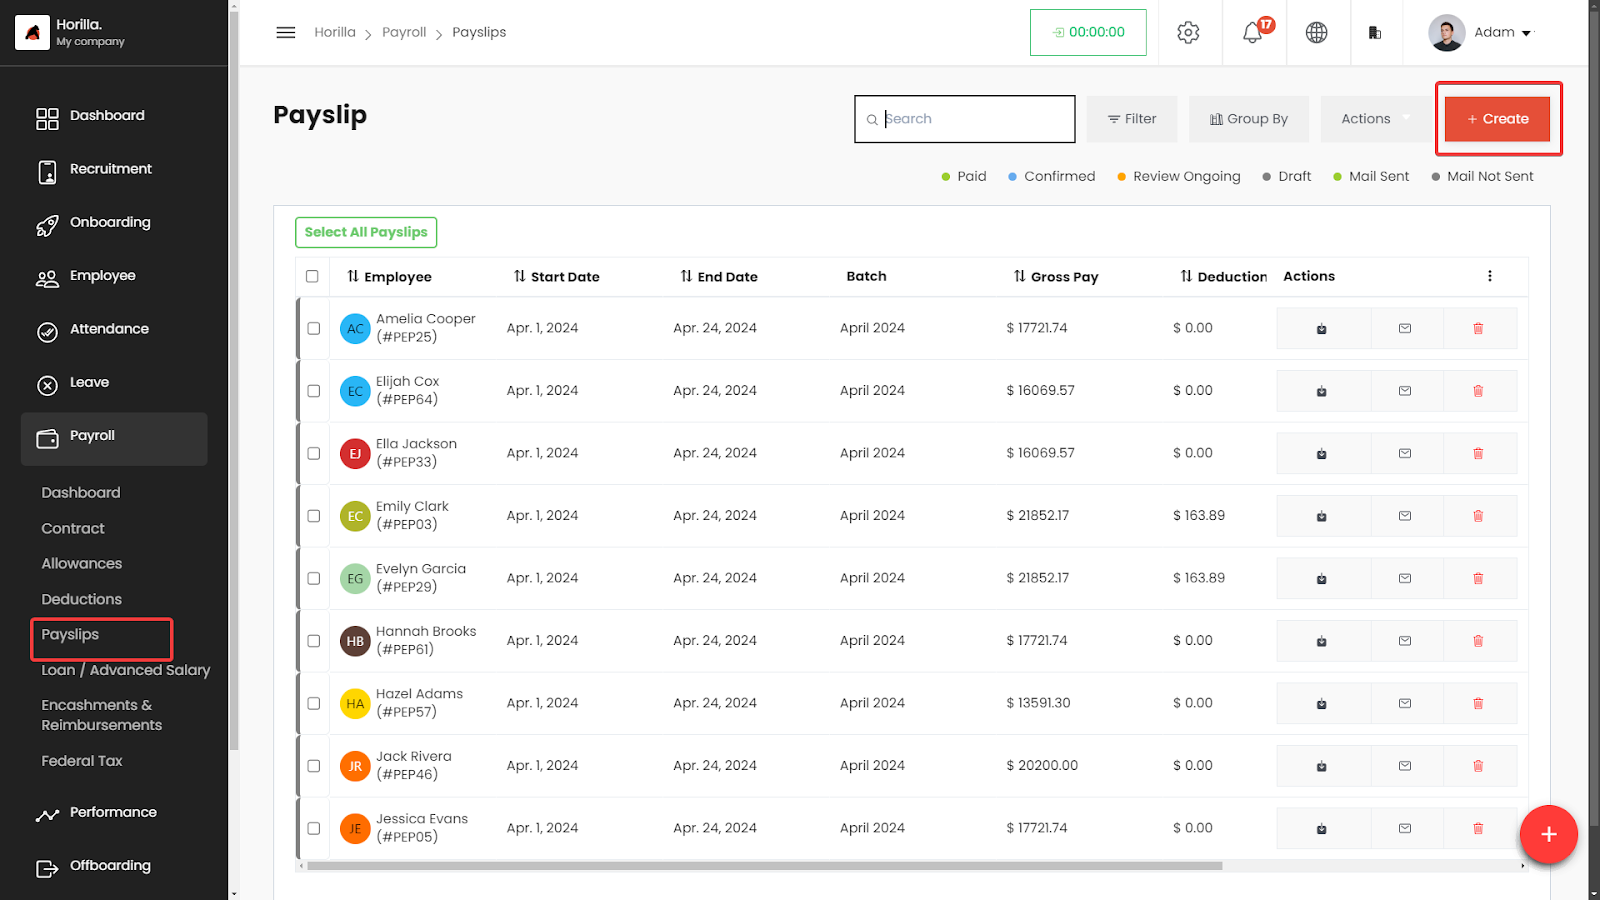 Horilla.
My company
Dashboard
Recruitment
Onboarding
Employee
Attendance
Leave
Payroll
Dashboard
Contract
Allowances
Deductions
Payslips
Loan / Advanced Salary
Encashments &
Reimbursements
Federal Tax
Performance
Offboarding
Horilla > Payroll > Payslips
00:00:00
17
Adam
Payslip
Search
Filter
Group By
Actions
+ Create
Paid Confirmed Review Ongoing Draft Mail Sent Mail Not Sent
Select All Payslips
Employee Start Date End Date Batch Gross Pay Deduction Actions
AC Amelia Cooper (#PEP25) Apr. 1, 2024 Apr. 24, 2024 April 2024 $ 17721.74 $ 0.00
EC Elijah Cox (#PEP64) Apr. 1, 2024 Apr. 24, 2024 April 2024 $ 16069.57 $ 0.00
EJ Ella Jackson (#PEP33) Apr. 1, 2024 Apr. 24, 2024 April 2024 $ 16069.57 $ 0.00
EC Emily Clark (#PEP03) Apr. 1, 2024 Apr. 24, 2024 April 2024 $ 21852.17 $ 163.89
EG Evelyn Garcia (#PEP29) Apr. 1, 2024 Apr. 24, 2024 April 2024 $ 21852.17 $ 163.89
HB Hannah Brooks (#PEP61) Apr. 1, 2024 Apr. 24, 2024 April 2024 $ 17721.74 $ 0.00
HA Hazel Adams (#PEP57) Apr. 1, 2024 Apr. 24, 2024 April 2024 $ 13591.30 $ 0.00
JR Jack Rivera (#PEP46) Apr. 1, 2024 Apr. 24, 2024 April 2024 $ 20200.00 $ 0.00
JE Jessica Evans (#PEP05) Apr. 1, 2024 Apr. 24, 2024 April 2024 $ 17721.74 $ 0.00
+